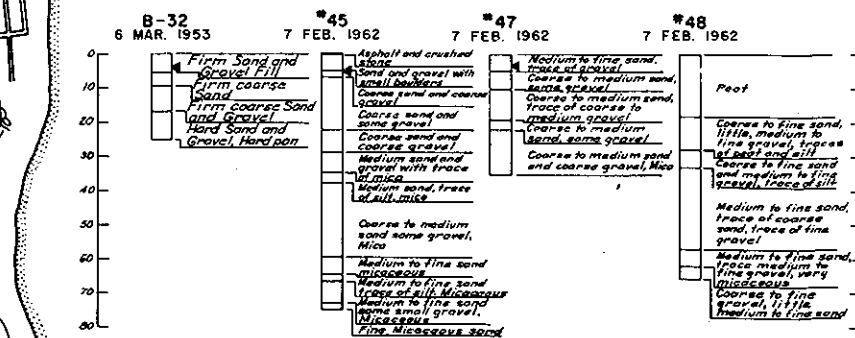 B-32
6 MAR. 1953
#45
7 FEB. 1962
#47
7 FEB. 1962
#48
7 FEB. 1962
0
10
20
30
40
50
60
70
80
Firm Sand and
Gravel Fill
Firm coarse
Sand
Firm coarse Sand
and Gravel
Hard Sand and
Gravel, Hardpan
Asphalt and crushed
stone
Sand and gravel with
small boulders
Coarse sand and coarse
gravel
Coarse sand and
some gravel
Coarse sand and
coarse gravel
Medium sand and
gravel with trace
of mica
Medium sand, trace
of silt, mica
Coarse to medium
sand some gravel,
Mica
Medium to fine sand
micaceous
Medium to fine sand
trace of silt. Micaceous
Medium to fine sand
some small gravel,
Micaceous
Fine, Micaceous sand
Medium to fine sand,
trace of gravel
Coarse to medium sand,
some gravel
Coarse to medium sand,
trace of coarse to
medium gravel
Coarse to medium
sand, some gravel
Coarse to medium sand
and coarse gravel, Mica
Peat
Coarse to fine sand,
little, medium to
fine gravel, traces
of peat and silt
Coarse to fine sand
and medium to fine
gravel, trace of silt
Medium to fine sand,
trace of coarse
sand, trace of fine
gravel
Medium to fine sand,
trace medium to
fine gravel, very
micaceous
Coarse to fine
gravel, little
medium to fine sand